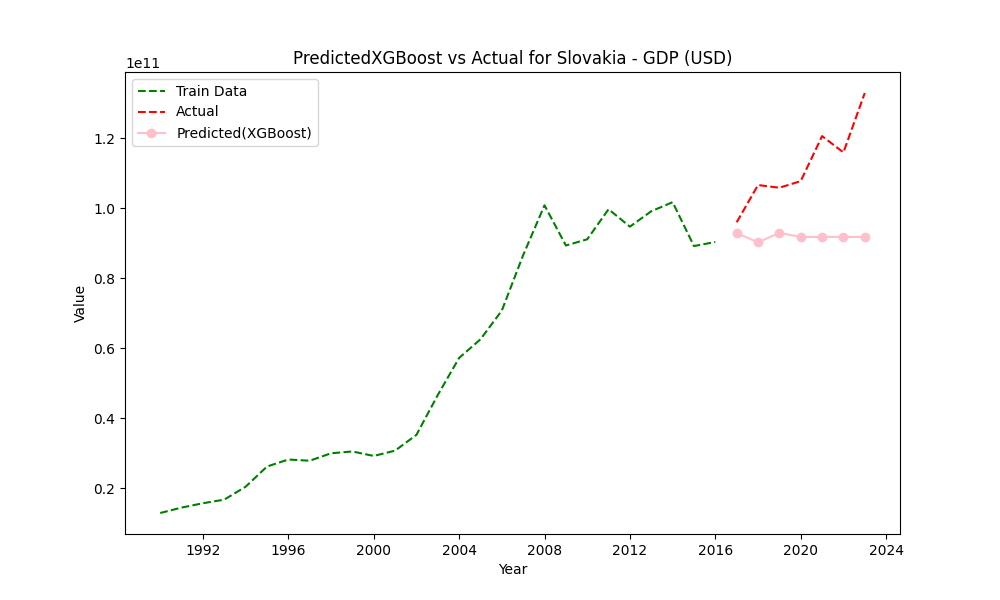 PredictedXGBoost vs Actual for Slovakia - GDP (USD)
1e11
Train Data
Actual
Predicted(XGBoost)
1.2
1.0
0.8
0.6
0.4
0.2
Value
1992 1996 2000 2004 2008 2012 2016 2020 2024
Year